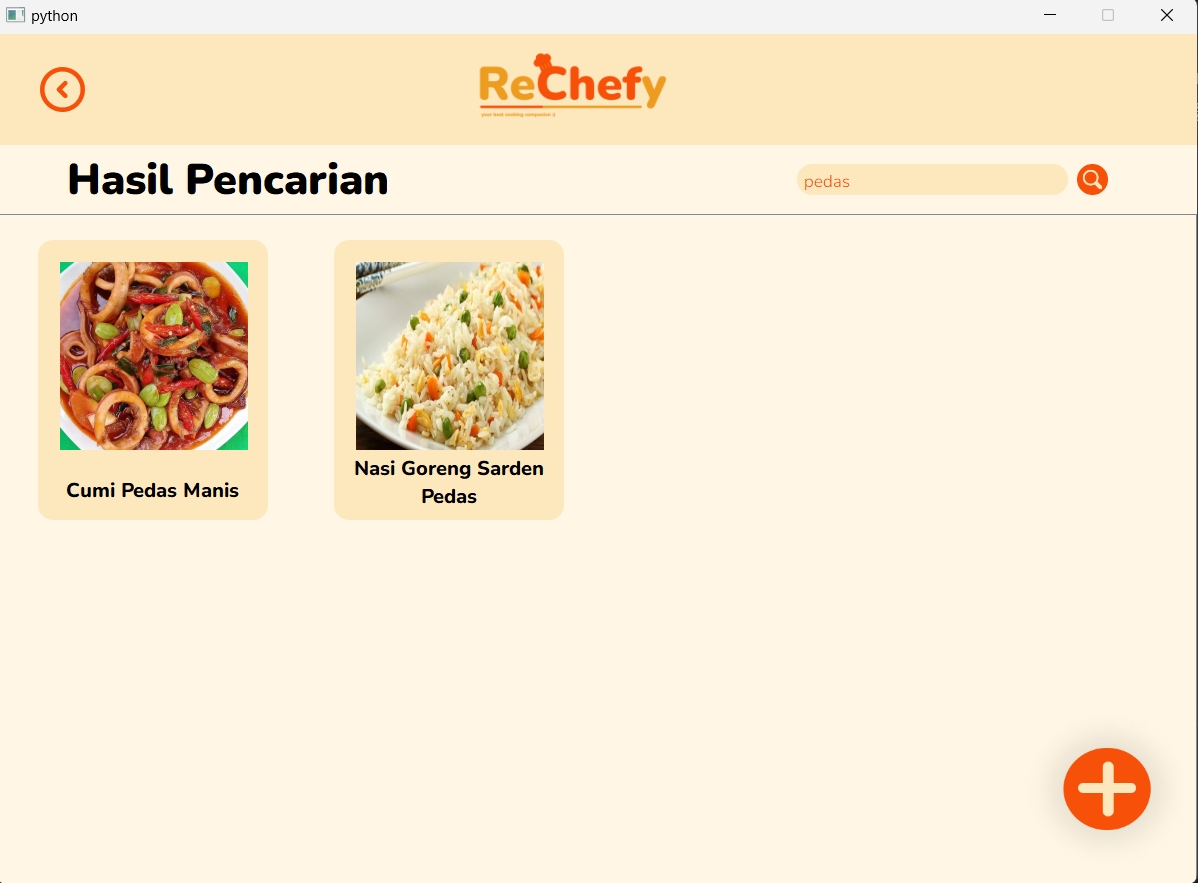 python
ReChefy
your best cooking companion :)
Hasil Pencarian
pedas
Cumi Pedas Manis
Nasi Goreng Sarden
Pedas